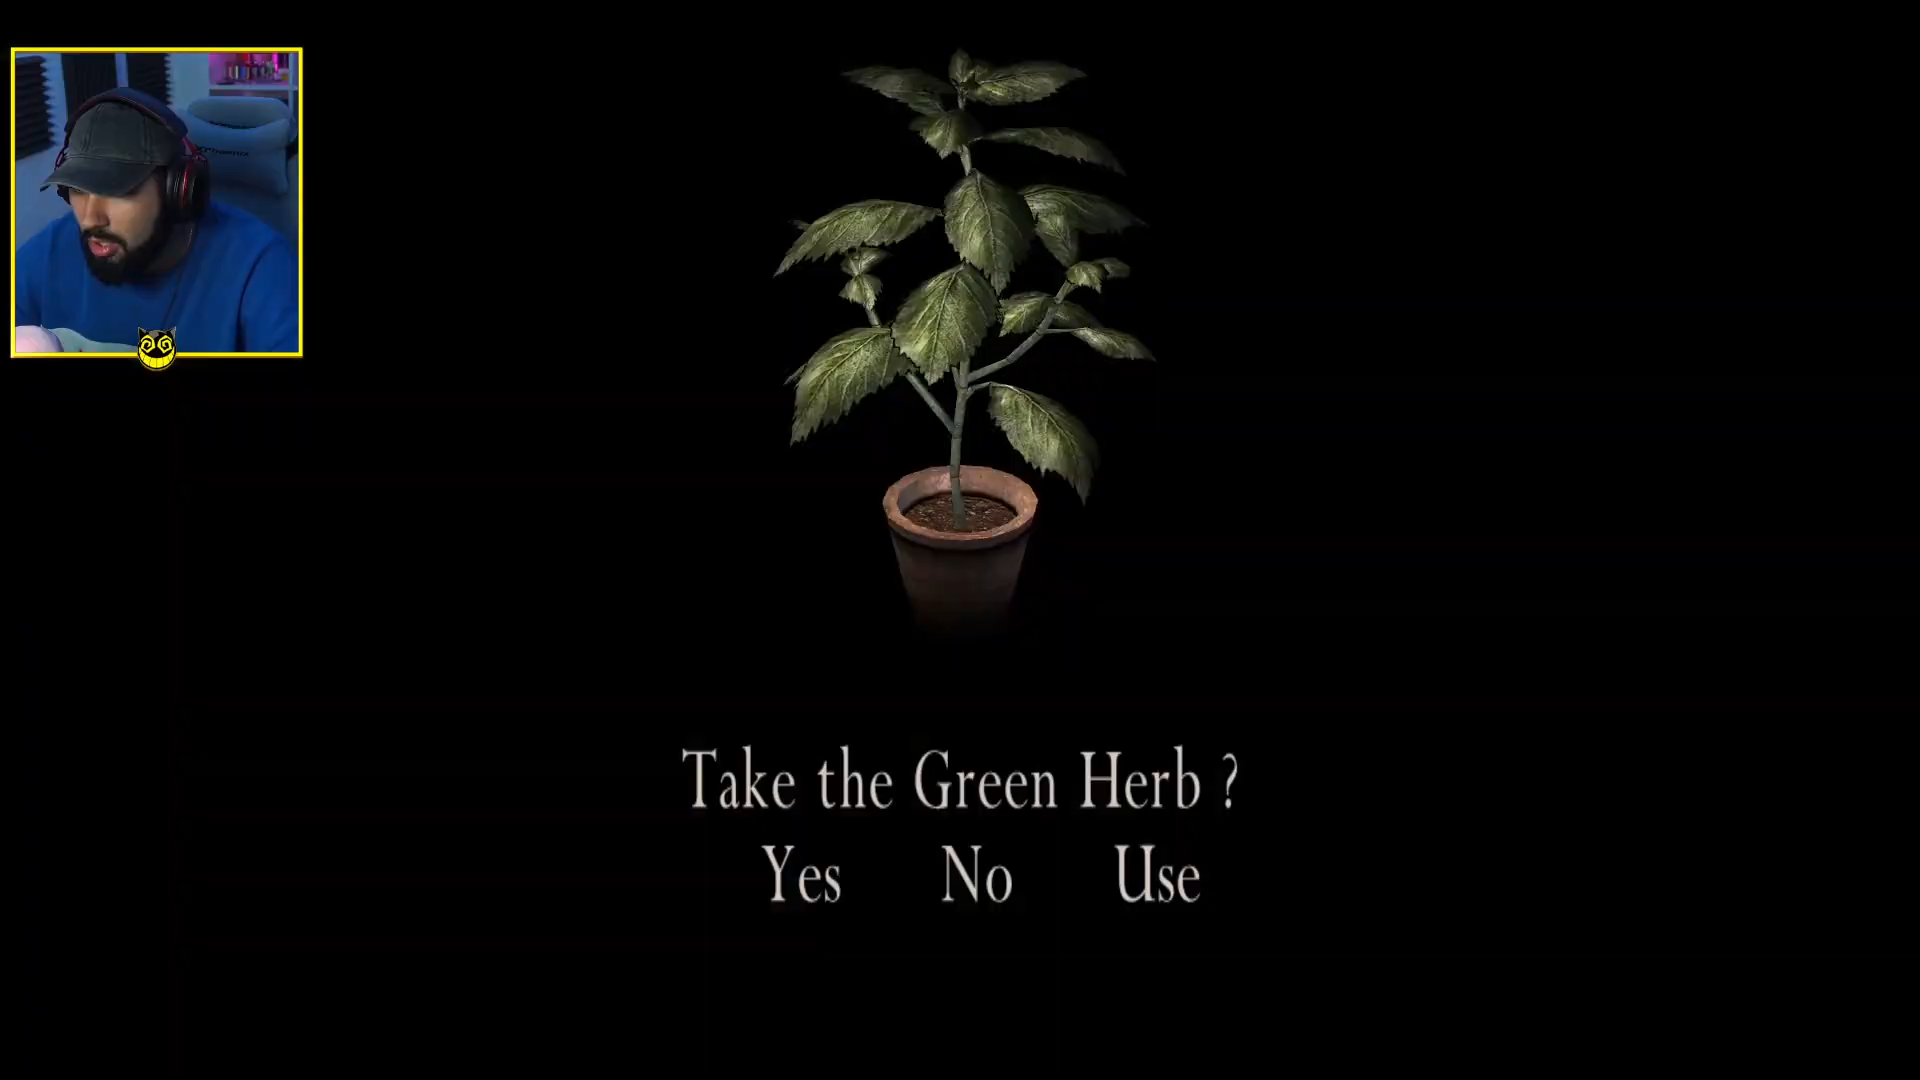 Take the Green Herb ?
Yes No Use